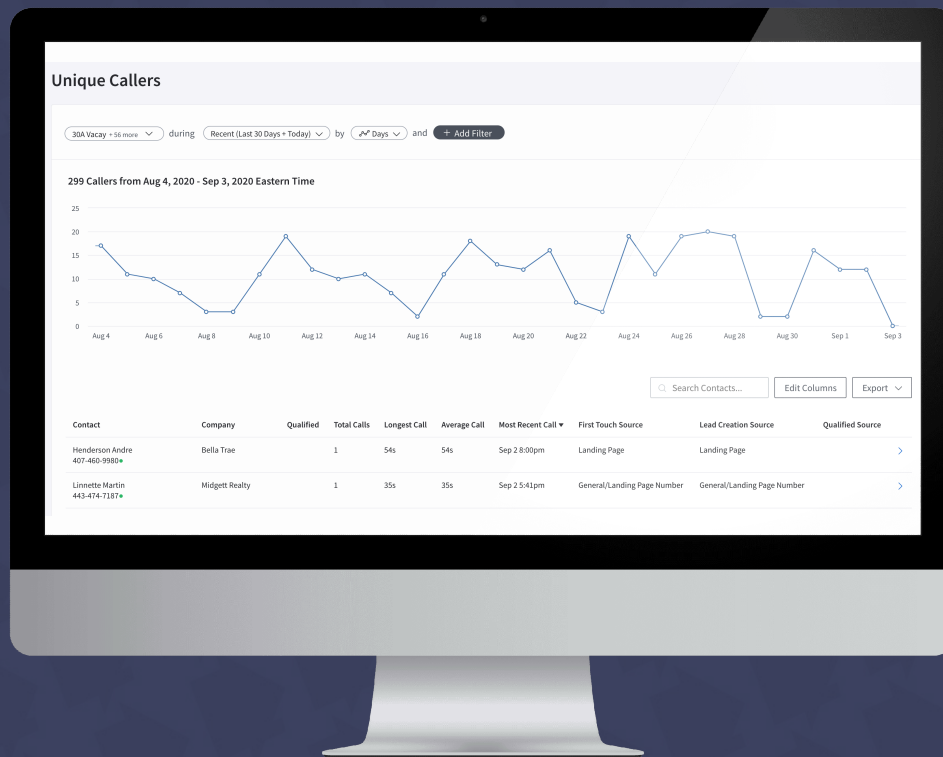 Unique Callers
30A Vacay + 56 more during Recent (Last 30 Days + Today) by Days and + Add Filter
299 Callers from Aug 4, 2020 - Sep 3, 2020 Eastern Time
25
20
15
10
5
0
Aug 4 Aug 6 Aug 8 Aug 10 Aug 12 Aug 14 Aug 16 Aug 18 Aug 20 Aug 22 Aug 24 Aug 26 Aug 28 Aug 30 Sep 1 Sep 3
Search Contacts... Edit Columns Export
Contact Company Qualified Total Calls Longest Call Average Call Most Recent Call First Touch Source Lead Creation Source Qualified Source
Henderson Andre Bella Trae 1 54s 54s Sep 2 8:00pm Landing Page Landing Page
407-460-9980
Linnette Martin Midgett Realty 1 35s 35s Sep 2 5:41pm General/Landing Page Number General/Landing Page Number
443-474-7187